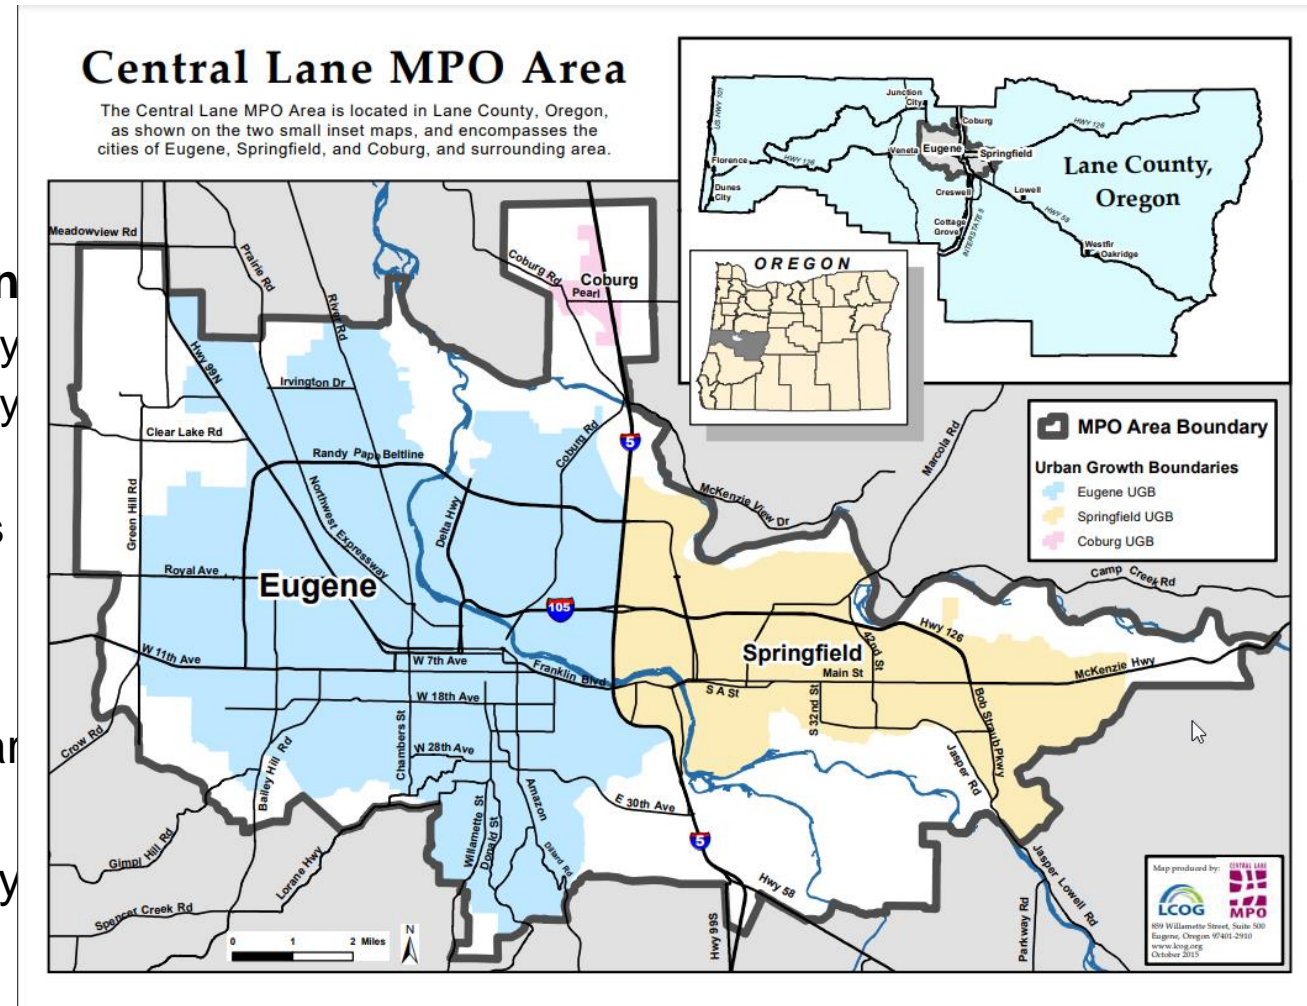 Central Lane MPO Area
The Central Lane MPO Area is located in Lane County, Oregon,
as shown on the two small inset maps, and encompasses the
cities of Eugene, Springfield, and Coburg, and surrounding area.
Junction
City
Coburg
US HWY 101
HWY 126
Veneta
Eugene
Springfield
Florence
HWY 126
Lane County,
Oregon
Dunes
City
Creswell
Lowell
HWY 58
Cottage
Grove
INTERSTATE 5
Westfir
Oakridge
OREGON
Meadowview Rd
Prairie Rd
River Rd
Coburg Rd
Coburg
Pearl
Hwy 99N
Irvington Dr
Clear Lake Rd
Randy Pape Beltline
Coburg Rd
5
Marcola Rd
MPO Area Boundary
Urban Growth Boundaries
Eugene UGB
Springfield UGB
Coburg UGB
Green Hill Rd
Northwest Expressway
Delta Hwy
McKenzie View Dr
Royal Ave
Eugene
105
Camp Creek Rd
Hwy 126
W 11th Ave
W 7th Ave
Franklin Blvd
Springfield
42nd St
Main St
McKenzie Hwy
W 18th Ave
S A St
S 32nd St
Bob Straub Pkwy
Crow Rd
Bailey Hill Rd
Chambers St
W 28th Ave
Jasper Rd
Willamette St
Donald St
Amazon
E 30th Ave
Dillard Rd
5
Gimpl Hill Rd
Lorane Hwy
Hwy 58
Jasper Lowell Rd
Spencer Creek Rd
Hwy 99S
Parkway Rd
0 1 2 Miles
N
Map produced by:
LCOG
CENTRAL LANE
MPO
859 Willamette Street, Suite 500
Eugene, Oregon 97401-2910
www.lcog.org
October 2015